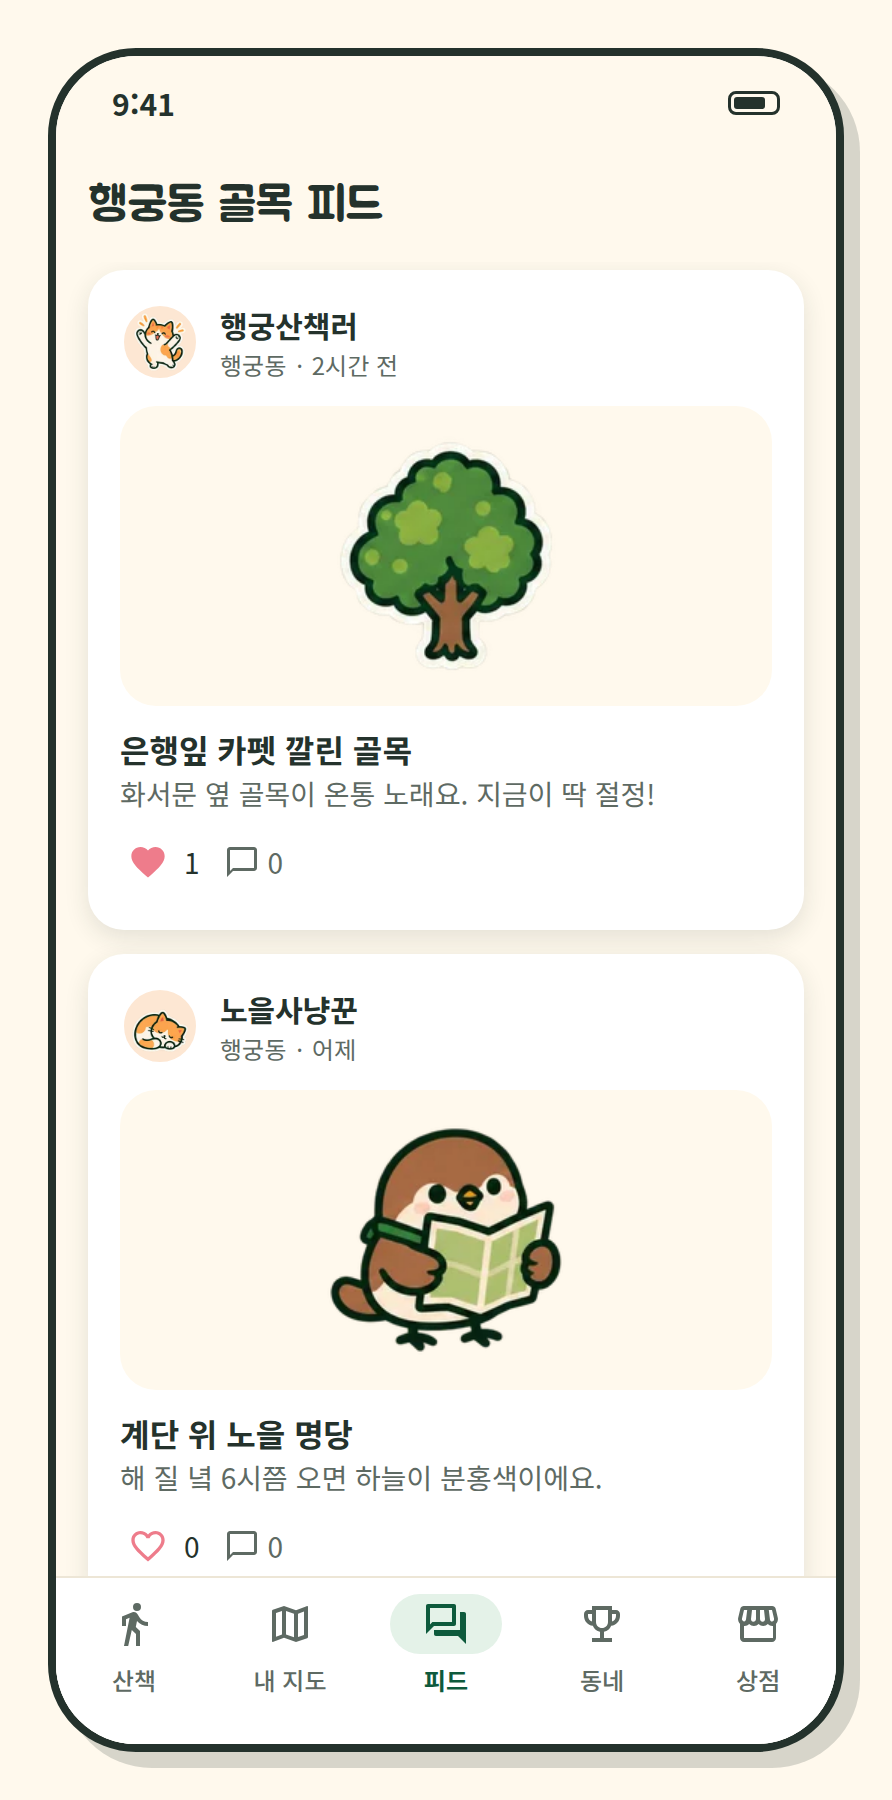 9:41
행궁동 골목 피드
행궁산책러
행궁동 · 2시간 전
은행잎 카펫 깔린 골목
화서문 옆 골목이 온통 노래요. 지금이 딱 절정!
1 0
노을사냥꾼
행궁동 · 어제
계단 위 노을 명당
해 질 녘 6시쯤 오면 하늘이 분홍색이에요.
0 0
산책 내 지도 피드 동네 상점